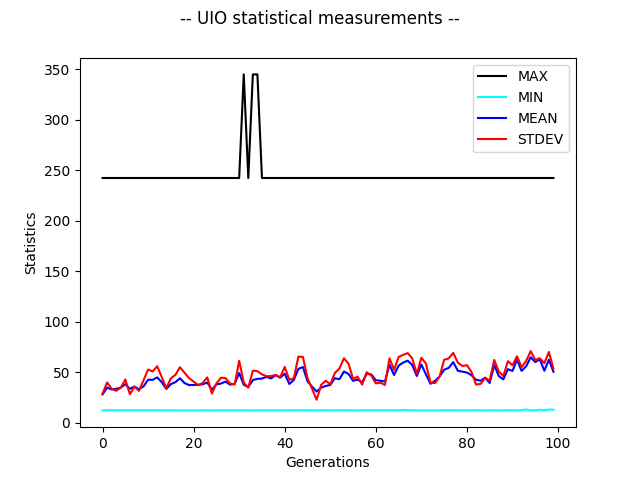 -- UIO statistical measurements --
350
300
250
200
150
100
50
0
Statistics
MAX
MIN
MEAN
STDEV
0 20 40 60 80 100
Generations